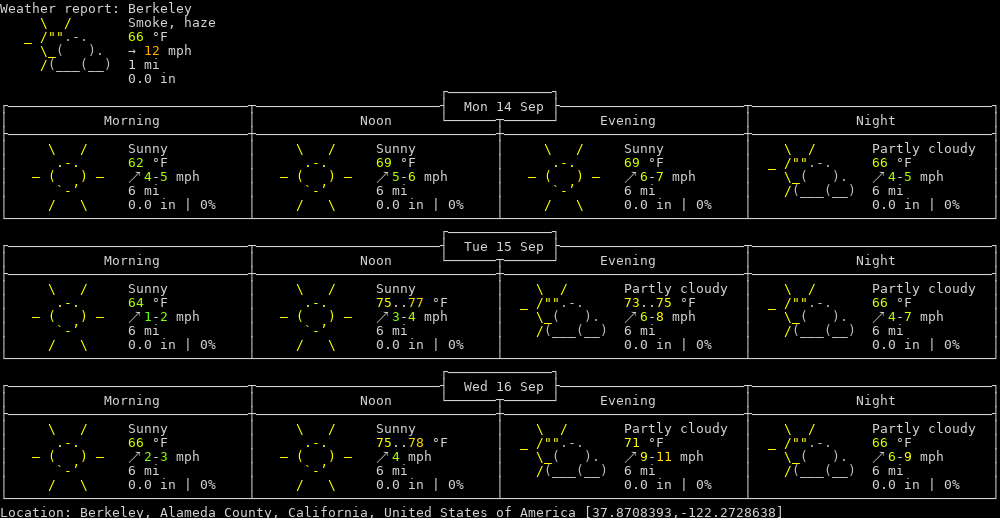 Weather report: Berkeley
Smoke, haze
66 °F
→ 12 mph
1 mi
0.0 in
Mon 14 Sep
Morning Noon Evening Night
Sunny Sunny Sunny Partly cloudy
62 °F 69 °F 69 °F 66 °F
↗ 4-5 mph ↗ 5-6 mph ↗ 6-7 mph ↗ 4-5 mph
6 mi 6 mi 6 mi 6 mi
0.0 in | 0% 0.0 in | 0% 0.0 in | 0% 0.0 in | 0%
Tue 15 Sep
Morning Noon Evening Night
Sunny Sunny Partly cloudy Partly cloudy
64 °F 75..77 °F 73..75 °F 66 °F
↗ 1-2 mph ↗ 3-4 mph ↗ 6-8 mph ↗ 4-7 mph
6 mi 6 mi 6 mi 6 mi
0.0 in | 0% 0.0 in | 0% 0.0 in | 0% 0.0 in | 0%
Wed 16 Sep
Morning Noon Evening Night
Sunny Sunny Partly cloudy Partly cloudy
66 °F 75..78 °F 71 °F 66 °F
↗ 2-3 mph ↗ 4 mph ↗ 9-11 mph ↗ 6-9 mph
6 mi 6 mi 6 mi 6 mi
0.0 in | 0% 0.0 in | 0% 0.0 in | 0% 0.0 in | 0%
Location: Berkeley, Alameda County, California, United States of America [37.8708393,-122.2728638]